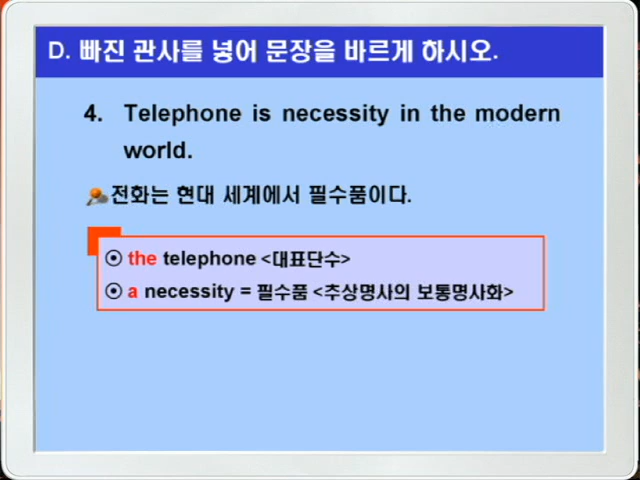 D. 빠진 관사를 넣어 문장을 바르게 하시오.
4. Telephone is necessity in the modern
world.
전화는 현대 세계에서 필수품이다.
⊙ the telephone <대표단수>
⊙ a necessity = 필수품 <추상명사의 보통명사화>